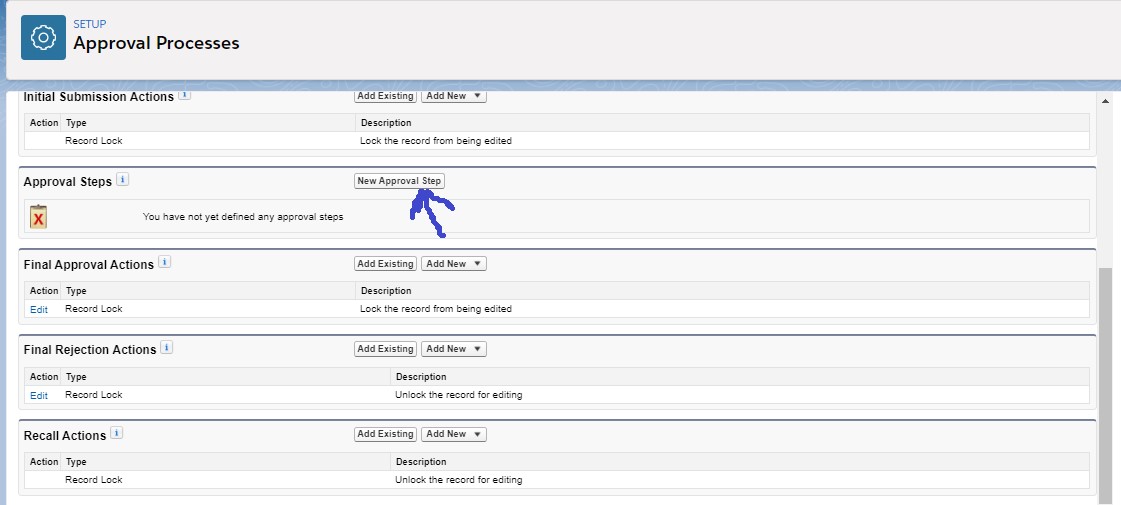 SETUP
Approval Processes
Initial Submission Actions i Add Existing Add New
Action Type Description
Record Lock Lock the record from being edited
Approval Steps i New Approval Step
X You have not yet defined any approval steps
Final Approval Actions i Add Existing Add New
Action Type Description
Edit Record Lock Lock the record from being edited
Final Rejection Actions i Add Existing Add New
Action Type Description
Edit Record Lock Unlock the record for editing
Recall Actions i Add Existing Add New
Action Type Description
Record Lock Unlock the record for editing